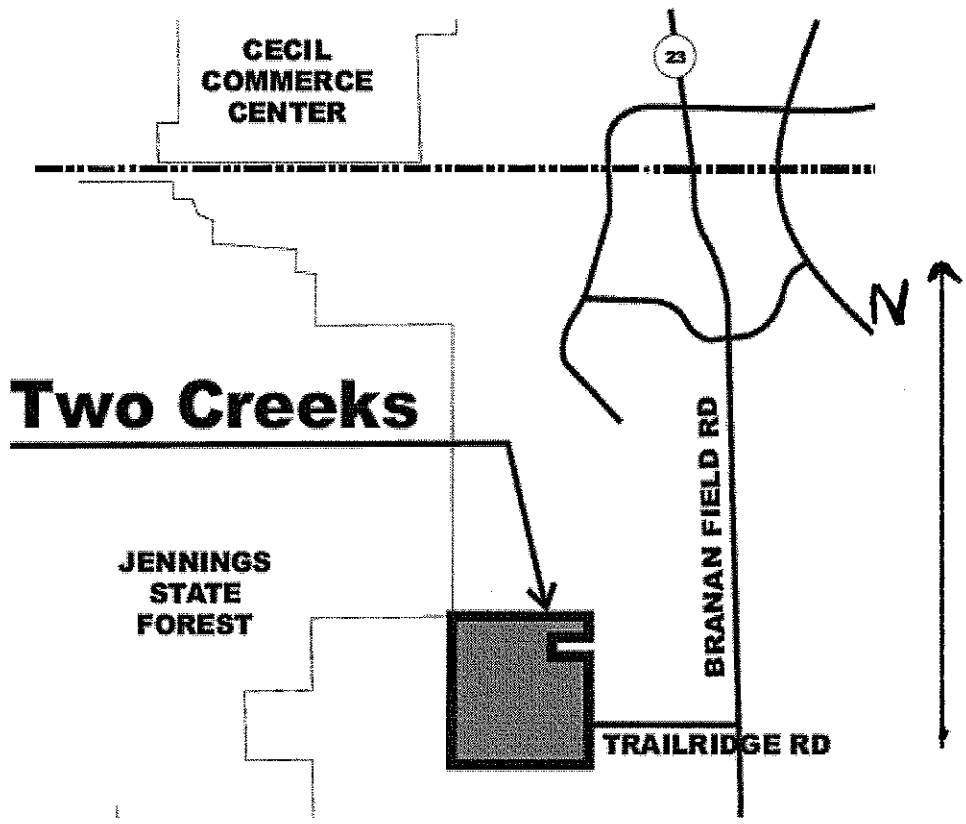 CECIL
COMMERCE
CENTER
23
N
Two Creeks
BRANAN FIELD RD
JENNINGS
STATE
FOREST
TRAILRIDGE RD